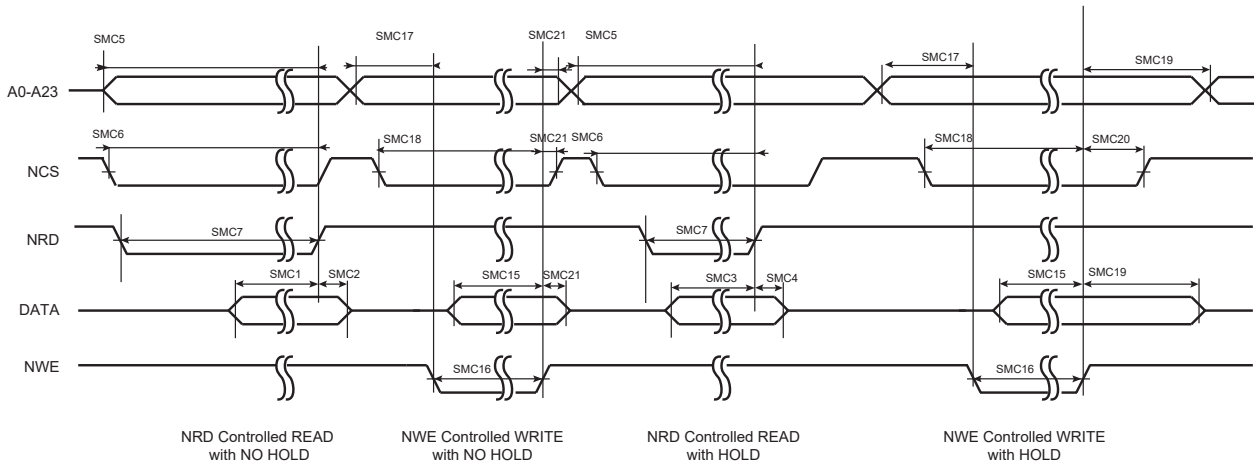 SMC5
SMC17
SMC21
SMC5
SMC17
SMC19
A0-A23
SMC6
SMC18
SMC21
SMC6
SMC18
SMC20
NCS
SMC7
SMC7
NRD
SMC1
SMC2
SMC15
SMC21
SMC3
SMC4
SMC15
SMC19
DATA
NWE
SMC16
SMC16
NRD Controlled READ
with NO HOLD
NWE Controlled WRITE
with NO HOLD
NRD Controlled READ
with HOLD
NWE Controlled WRITE
with HOLD